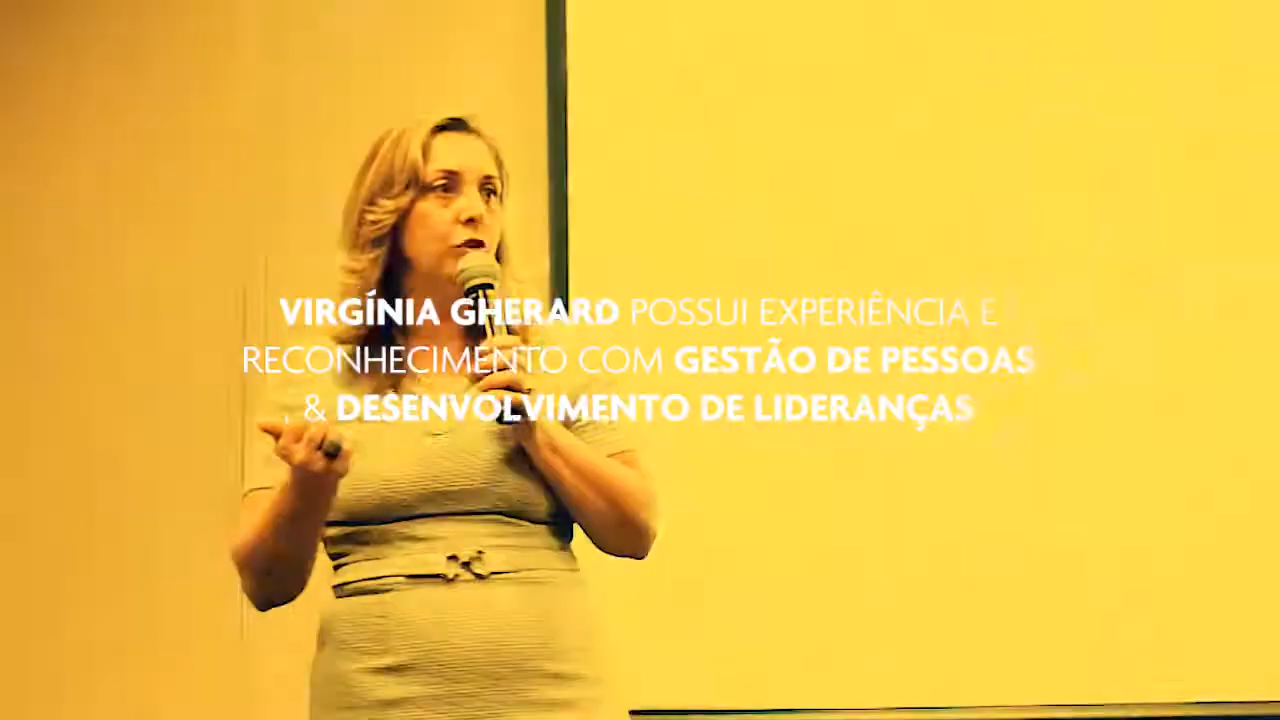 VIRGÍNIA GHERARD POSSUI EXPERIÊNCIA E
RECONHECIMENTO COM GESTÃO DE PESSOAS
, & DESENVOLVIMENTO DE LIDERANÇAS